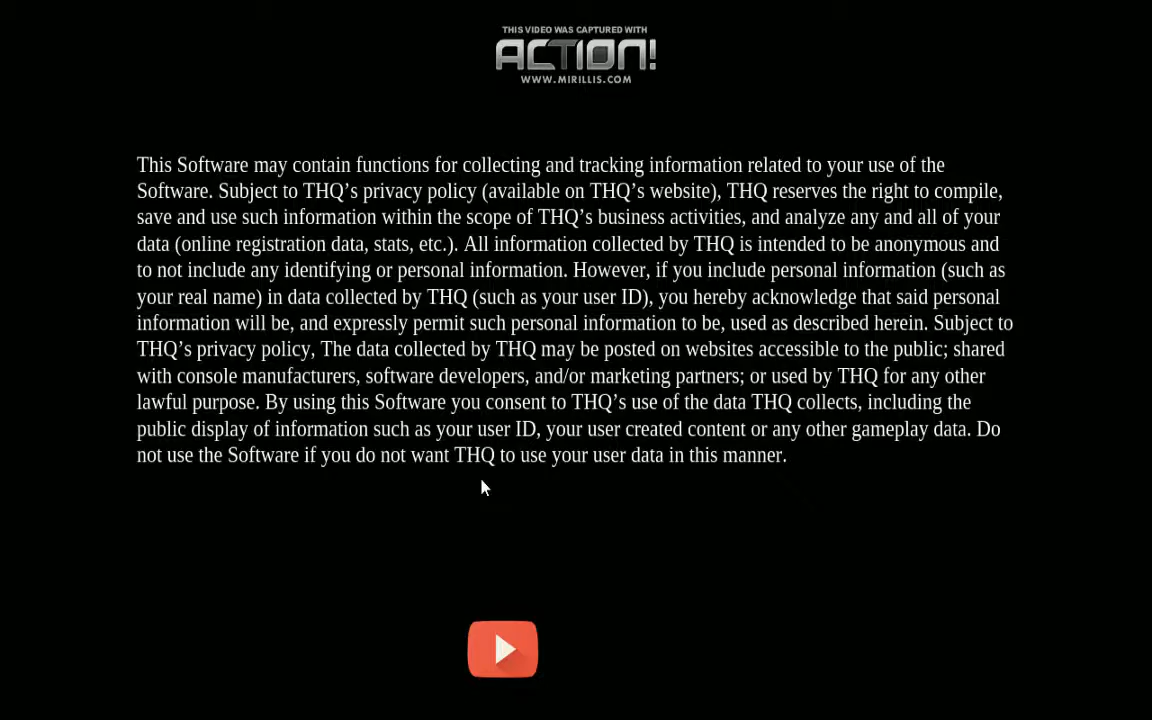 THIS VIDEO WAS CAPTURED WITH
ACTION!
WWW.MIRILLIS.COM
This Software may contain functions for collecting and tracking information related to your use of the
Software. Subject to THQ’s privacy policy (available on THQ’s website), THQ reserves the right to compile,
save and use such information within the scope of THQ’s business activities, and analyze any and all of your
data (online registration data, stats, etc.). All information collected by THQ is intended to be anonymous and
to not include any identifying or personal information. However, if you include personal information (such as
your real name) in data collected by THQ (such as your user ID), you hereby acknowledge that said personal
information will be, and expressly permit such personal information to be, used as described herein. Subject to
THQ’s privacy policy, The data collected by THQ may be posted on websites accessible to the public; shared
with console manufacturers, software developers, and/or marketing partners; or used by THQ for any other
lawful purpose. By using this Software you consent to THQ’s use of the data THQ collects, including the
public display of information such as your user ID, your user created content or any other gameplay data. Do
not use the Software if you do not want THQ to use your user data in this manner.